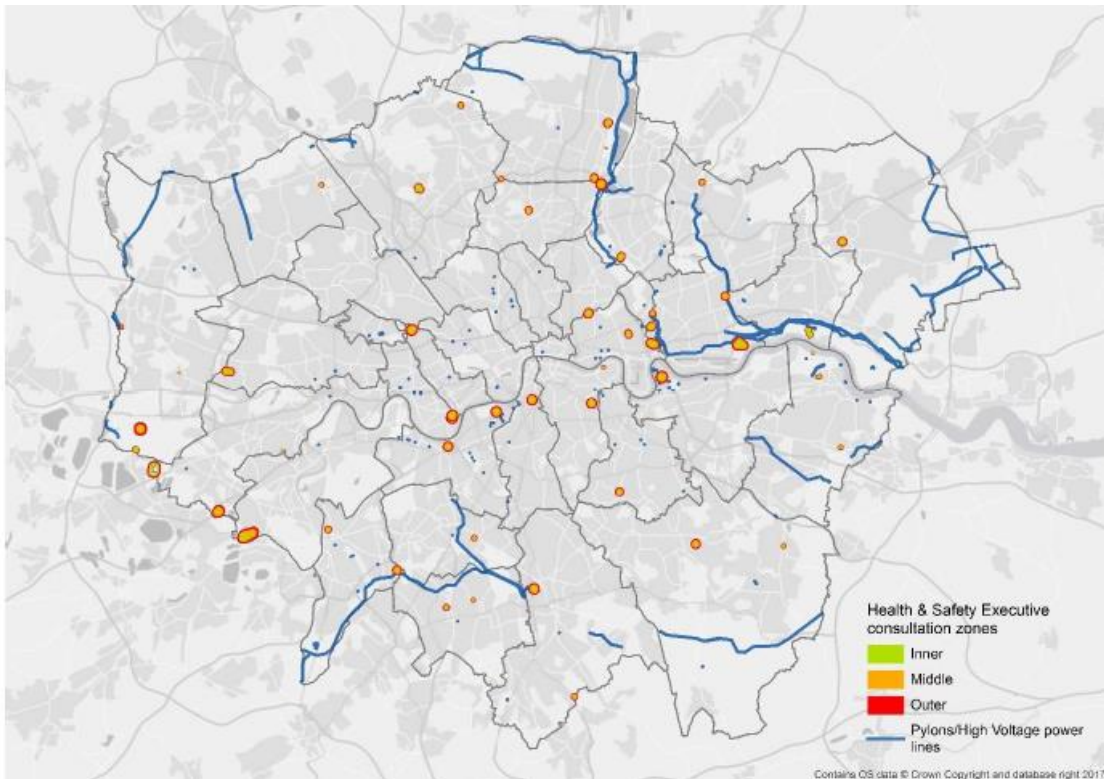 Health & Safety Executive
consultation zones
Inner
Middle
Outer
Pylons/High Voltage power
lines
Contains OS data © Crown Copyright and database right 2017